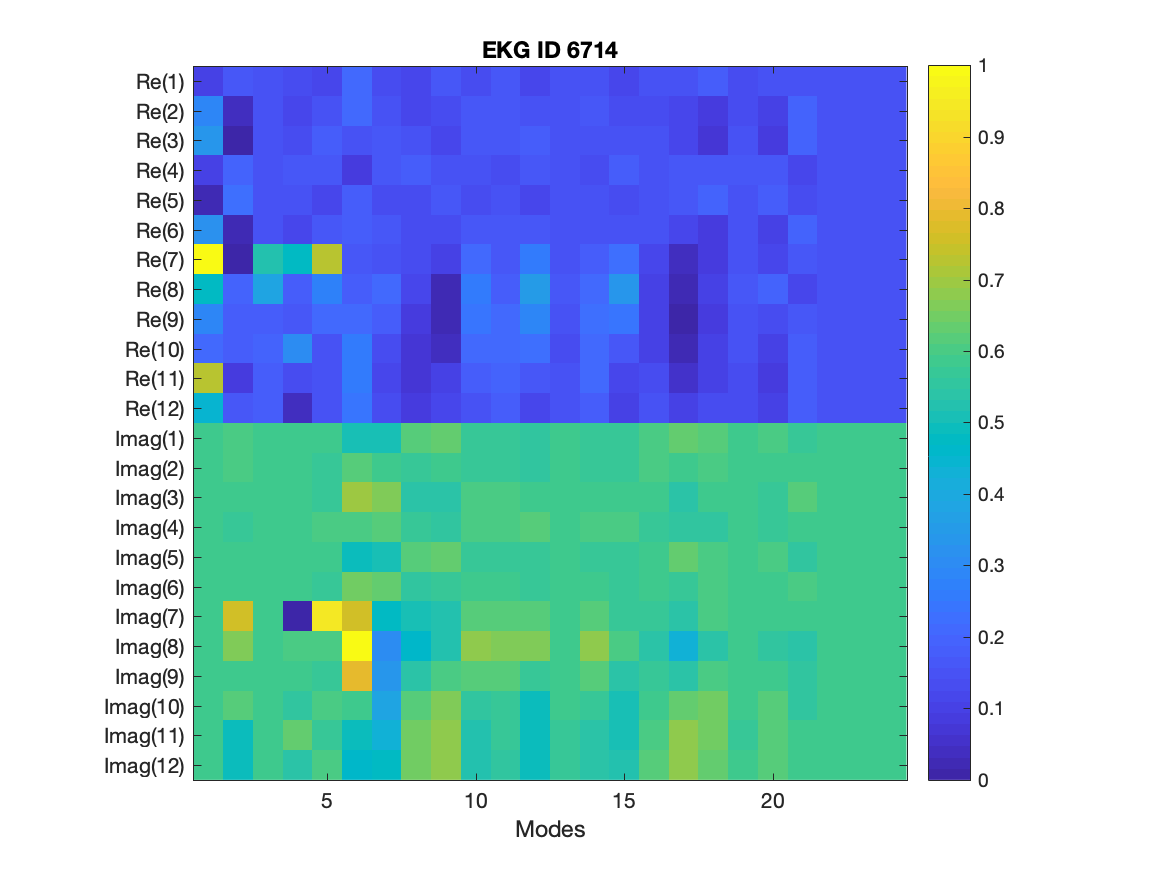 EKG ID 6714
Re(1)
Re(2)
Re(3)
Re(4)
Re(5)
Re(6)
Re(7)
Re(8)
Re(9)
Re(10)
Re(11)
Re(12)
Imag(1)
Imag(2)
Imag(3)
Imag(4)
Imag(5)
Imag(6)
Imag(7)
Imag(8)
Imag(9)
Imag(10)
Imag(11)
Imag(12)
5 10 15 20
Modes
1
0.9
0.8
0.7
0.6
0.5
0.4
0.3
0.2
0.1
0